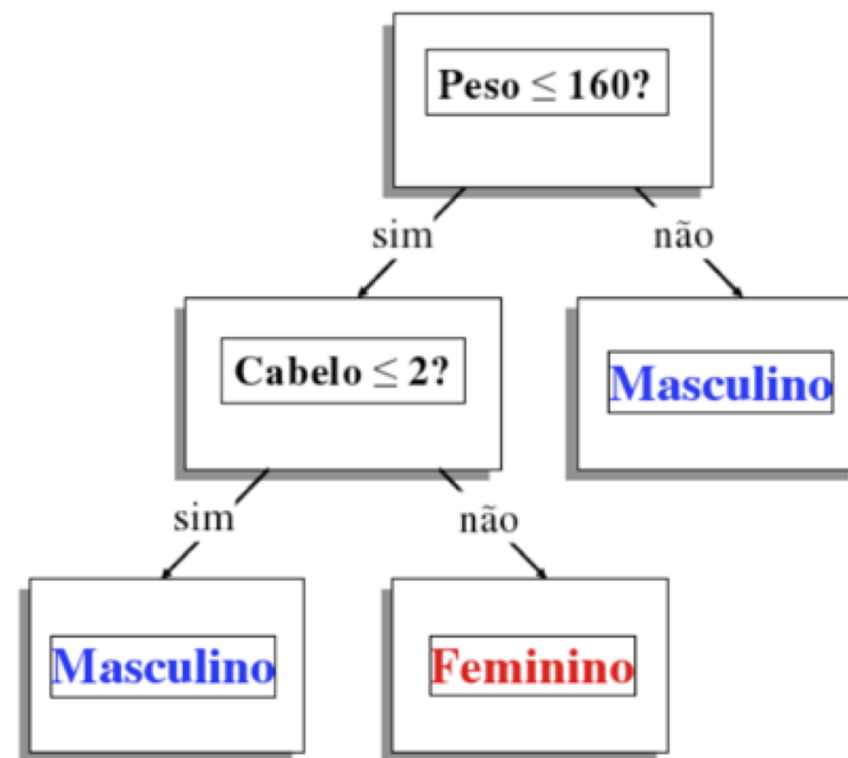 Peso ≤ 160?
sim
não
Cabelo ≤ 2?
Masculino
sim
não
Masculino
Feminino